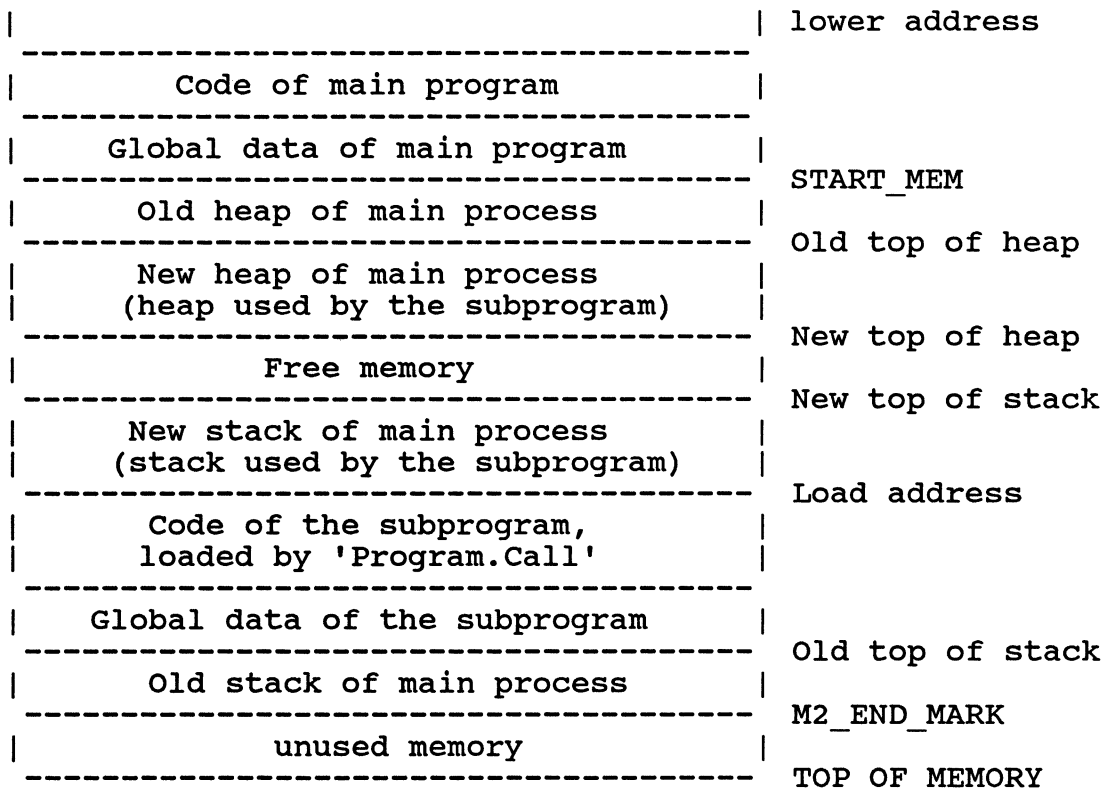 lower address
Code of main program
Global data of main program
START_MEM
Old heap of main process
Old top of heap
New heap of main process
(heap used by the subprogram)
New top of heap
Free memory
New top of stack
New stack of main process
(stack used by the subprogram)
Load address
Code of the subprogram,
loaded by 'Program.Call'
Global data of the subprogram
Old top of stack
Old stack of main process
M2_END_MARK
unused memory
TOP OF MEMORY